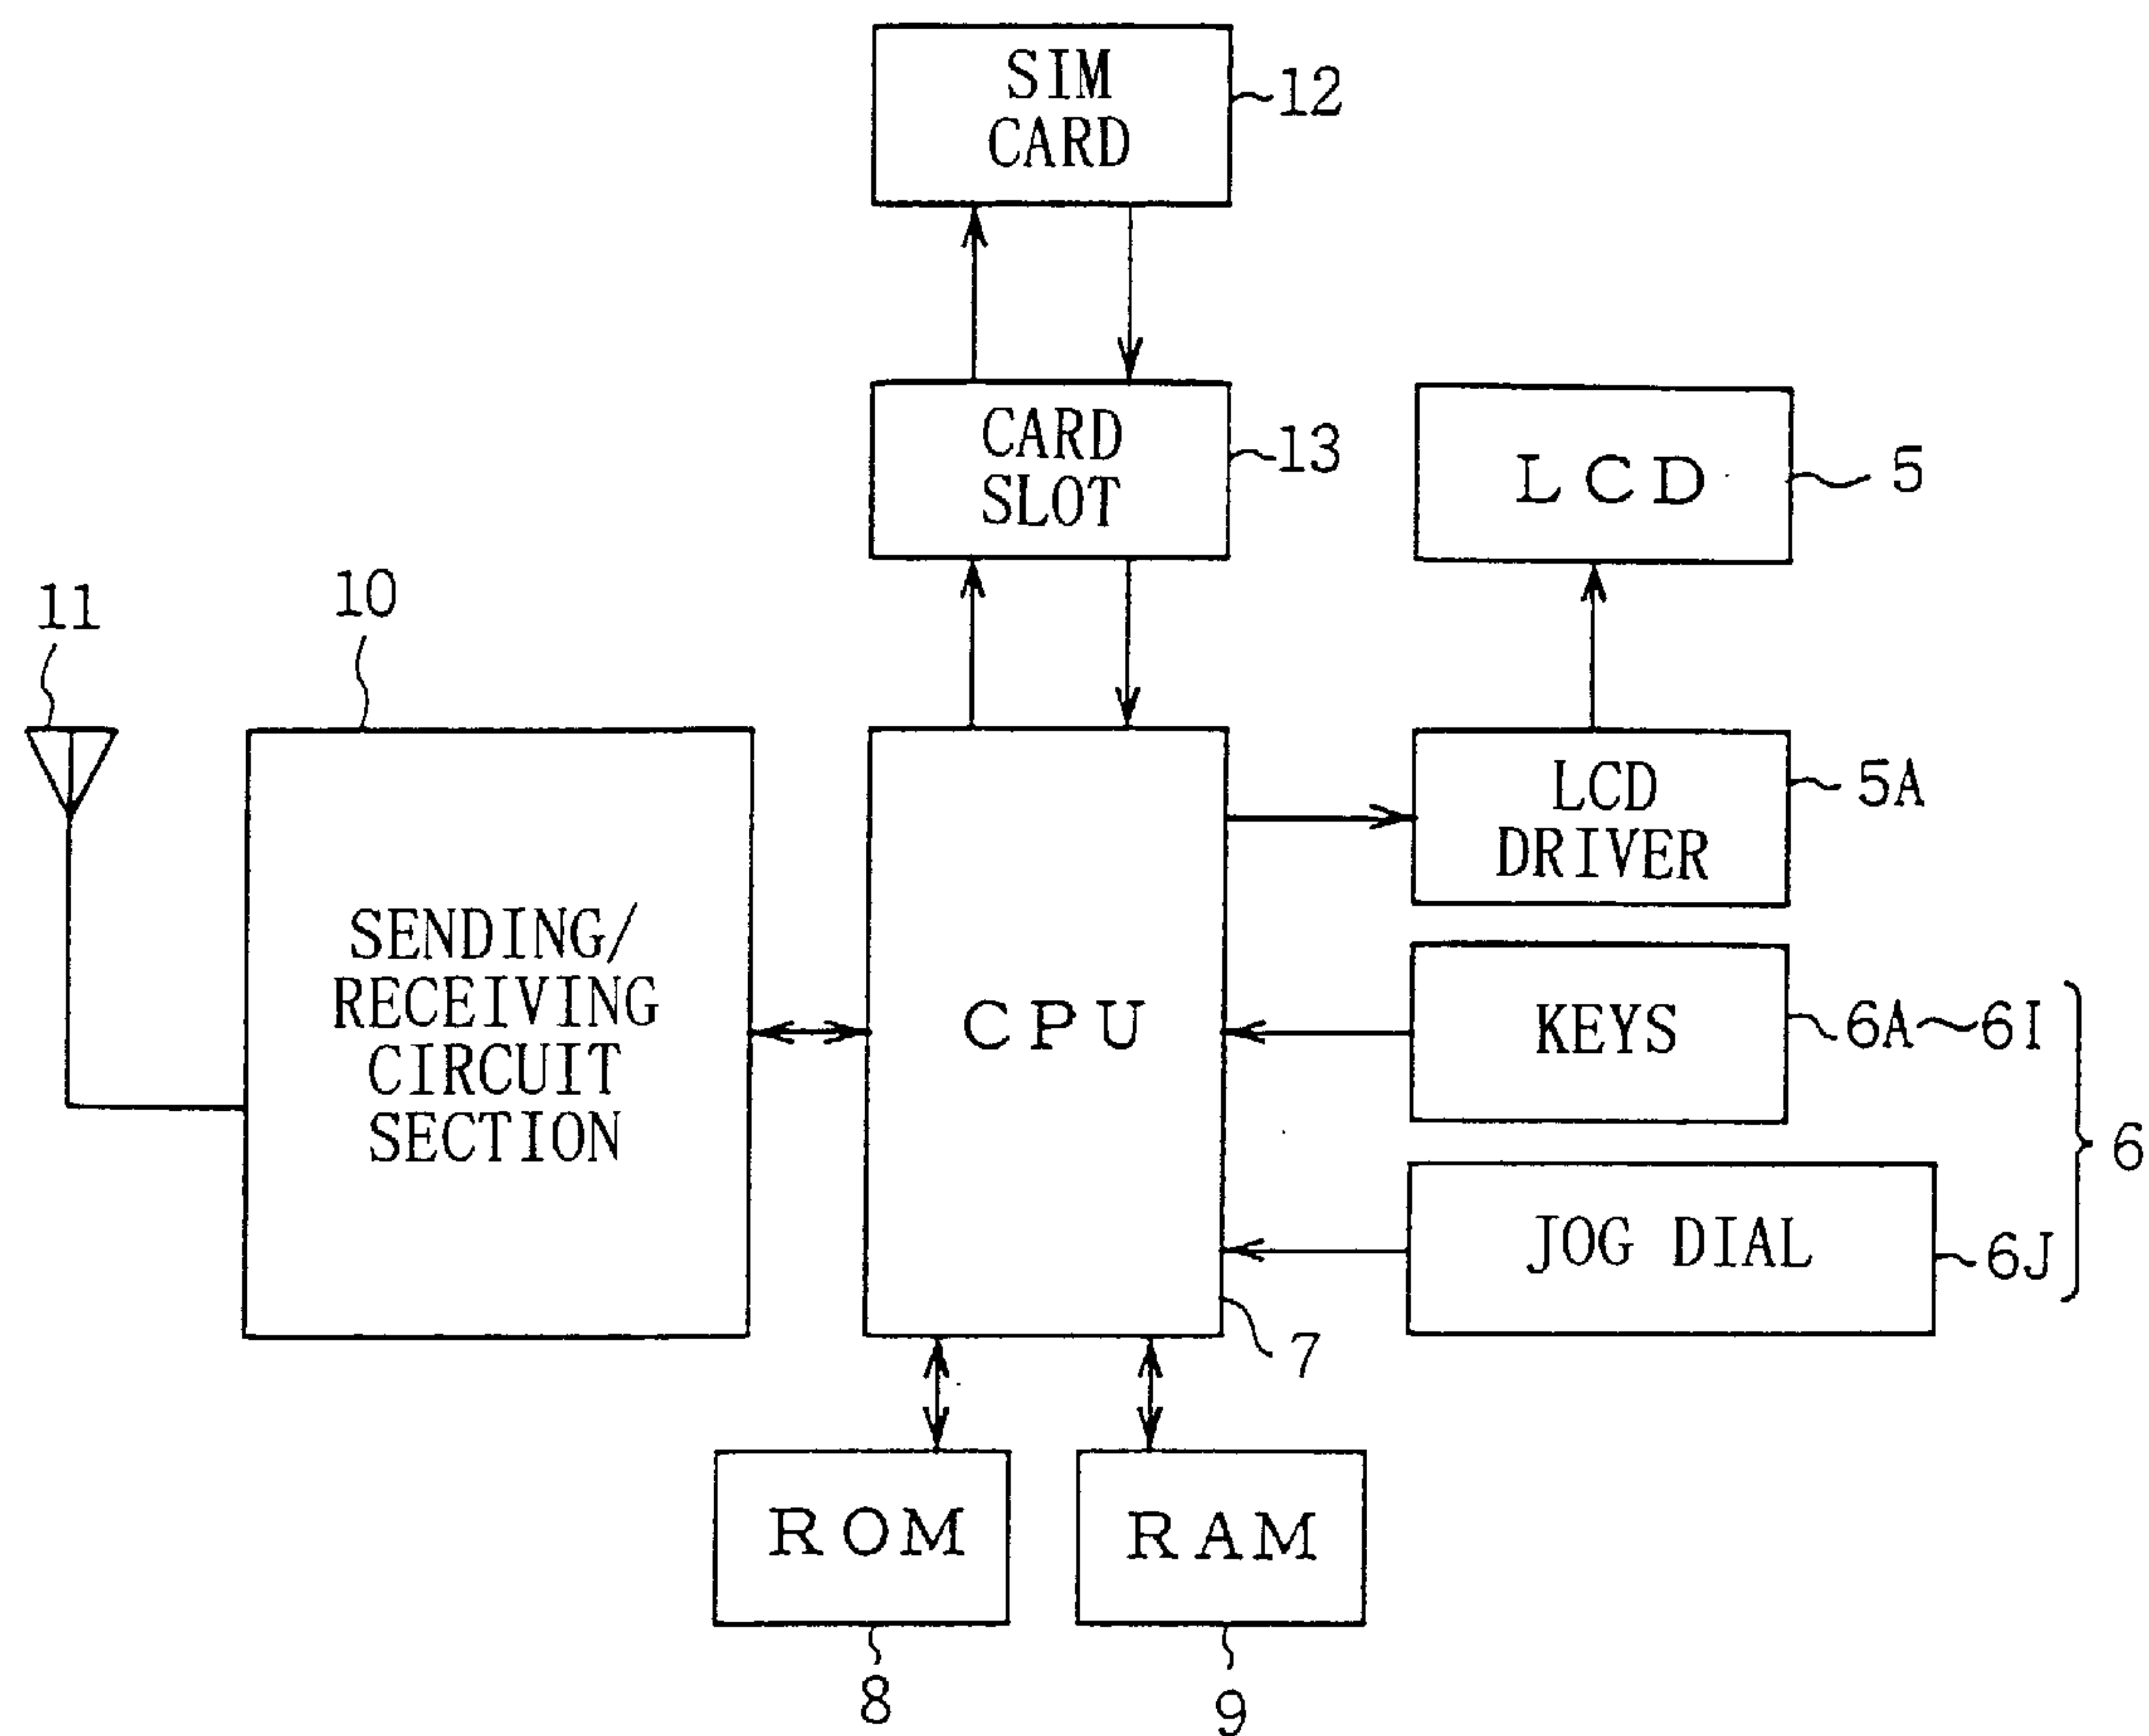 SIM
CARD
12
CARD
SLOT
13
LCD
5
11
10
LCD
DRIVER
5A
SENDING/
RECEIVING
CIRCUIT
SECTION
CPU
KEYS
6A~6I
6
JOG DIAL
6J
7
ROM
RAM
8
9